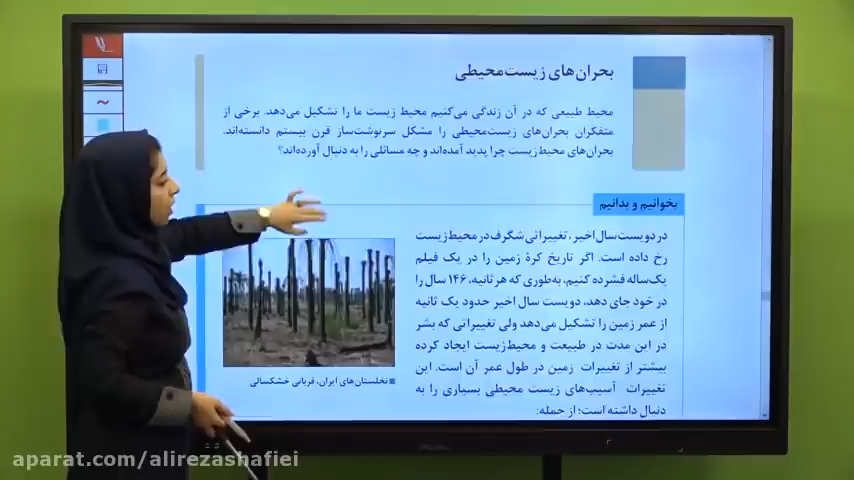 بحران‌های زیست‌محیطی
محیط طبیعی که در آن زندگی می‌کنیم محیط زیست ما را تشکیل می‌دهد. برخی از
متفکران بحران‌های زیست‌محیطی را مشکل سرنوشت‌ساز قرن بیستم دانسته‌اند.
بحران‌های محیط‌زیست چرا پدید آمده‌اند و چه مسائلی را به دنبال آورده‌اند؟
بخوانیم و بدانیم
در دویست سال اخیر، تغییراتی شگرف در محیط زیست
رخ داده است. اگر تاریخ کرهٔ زمین را در یک فیلم
یک‌ساله فشرده کنیم، به‌طوری که هر ثانیه، ۱۴۶ سال را
در خود جای دهد، دویست سال اخیر حدود یک ثانیه
از عمر زمین را تشکیل می‌دهد ولی تغییراتی که بشر
در این مدت در طبیعت و محیط‌زیست ایجاد کرده
بیشتر از تغییرات زمین در طول عمر آن است. این
تغییرات آسیب‌های زیست محیطی بسیاری را به
دنبال داشته است؛ از جمله:
■ نخلستان‌های ایران، قربانی خشکسالی
aparat.com/alirezashafiei